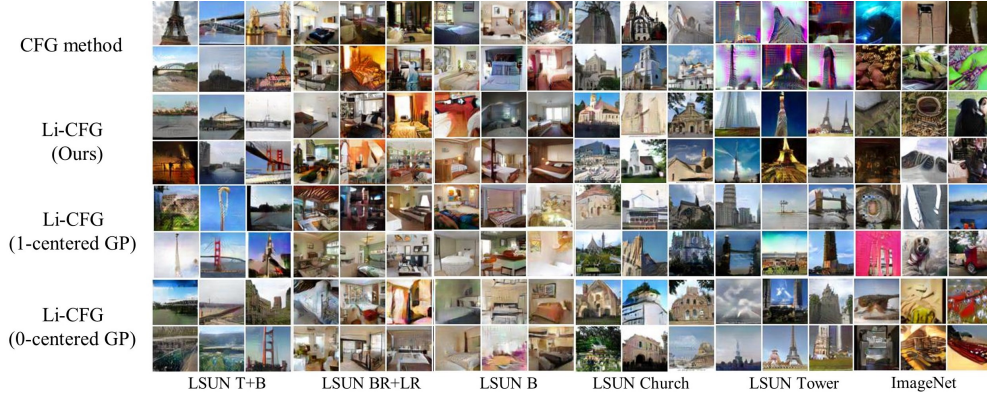 CFG method
Li-CFG
(Ours)
Li-CFG
(1-centered GP)
Li-CFG
(0-centered GP)
LSUN T+B
LSUN BR+LR
LSUN B
LSUN Church
LSUN Tower
ImageNet